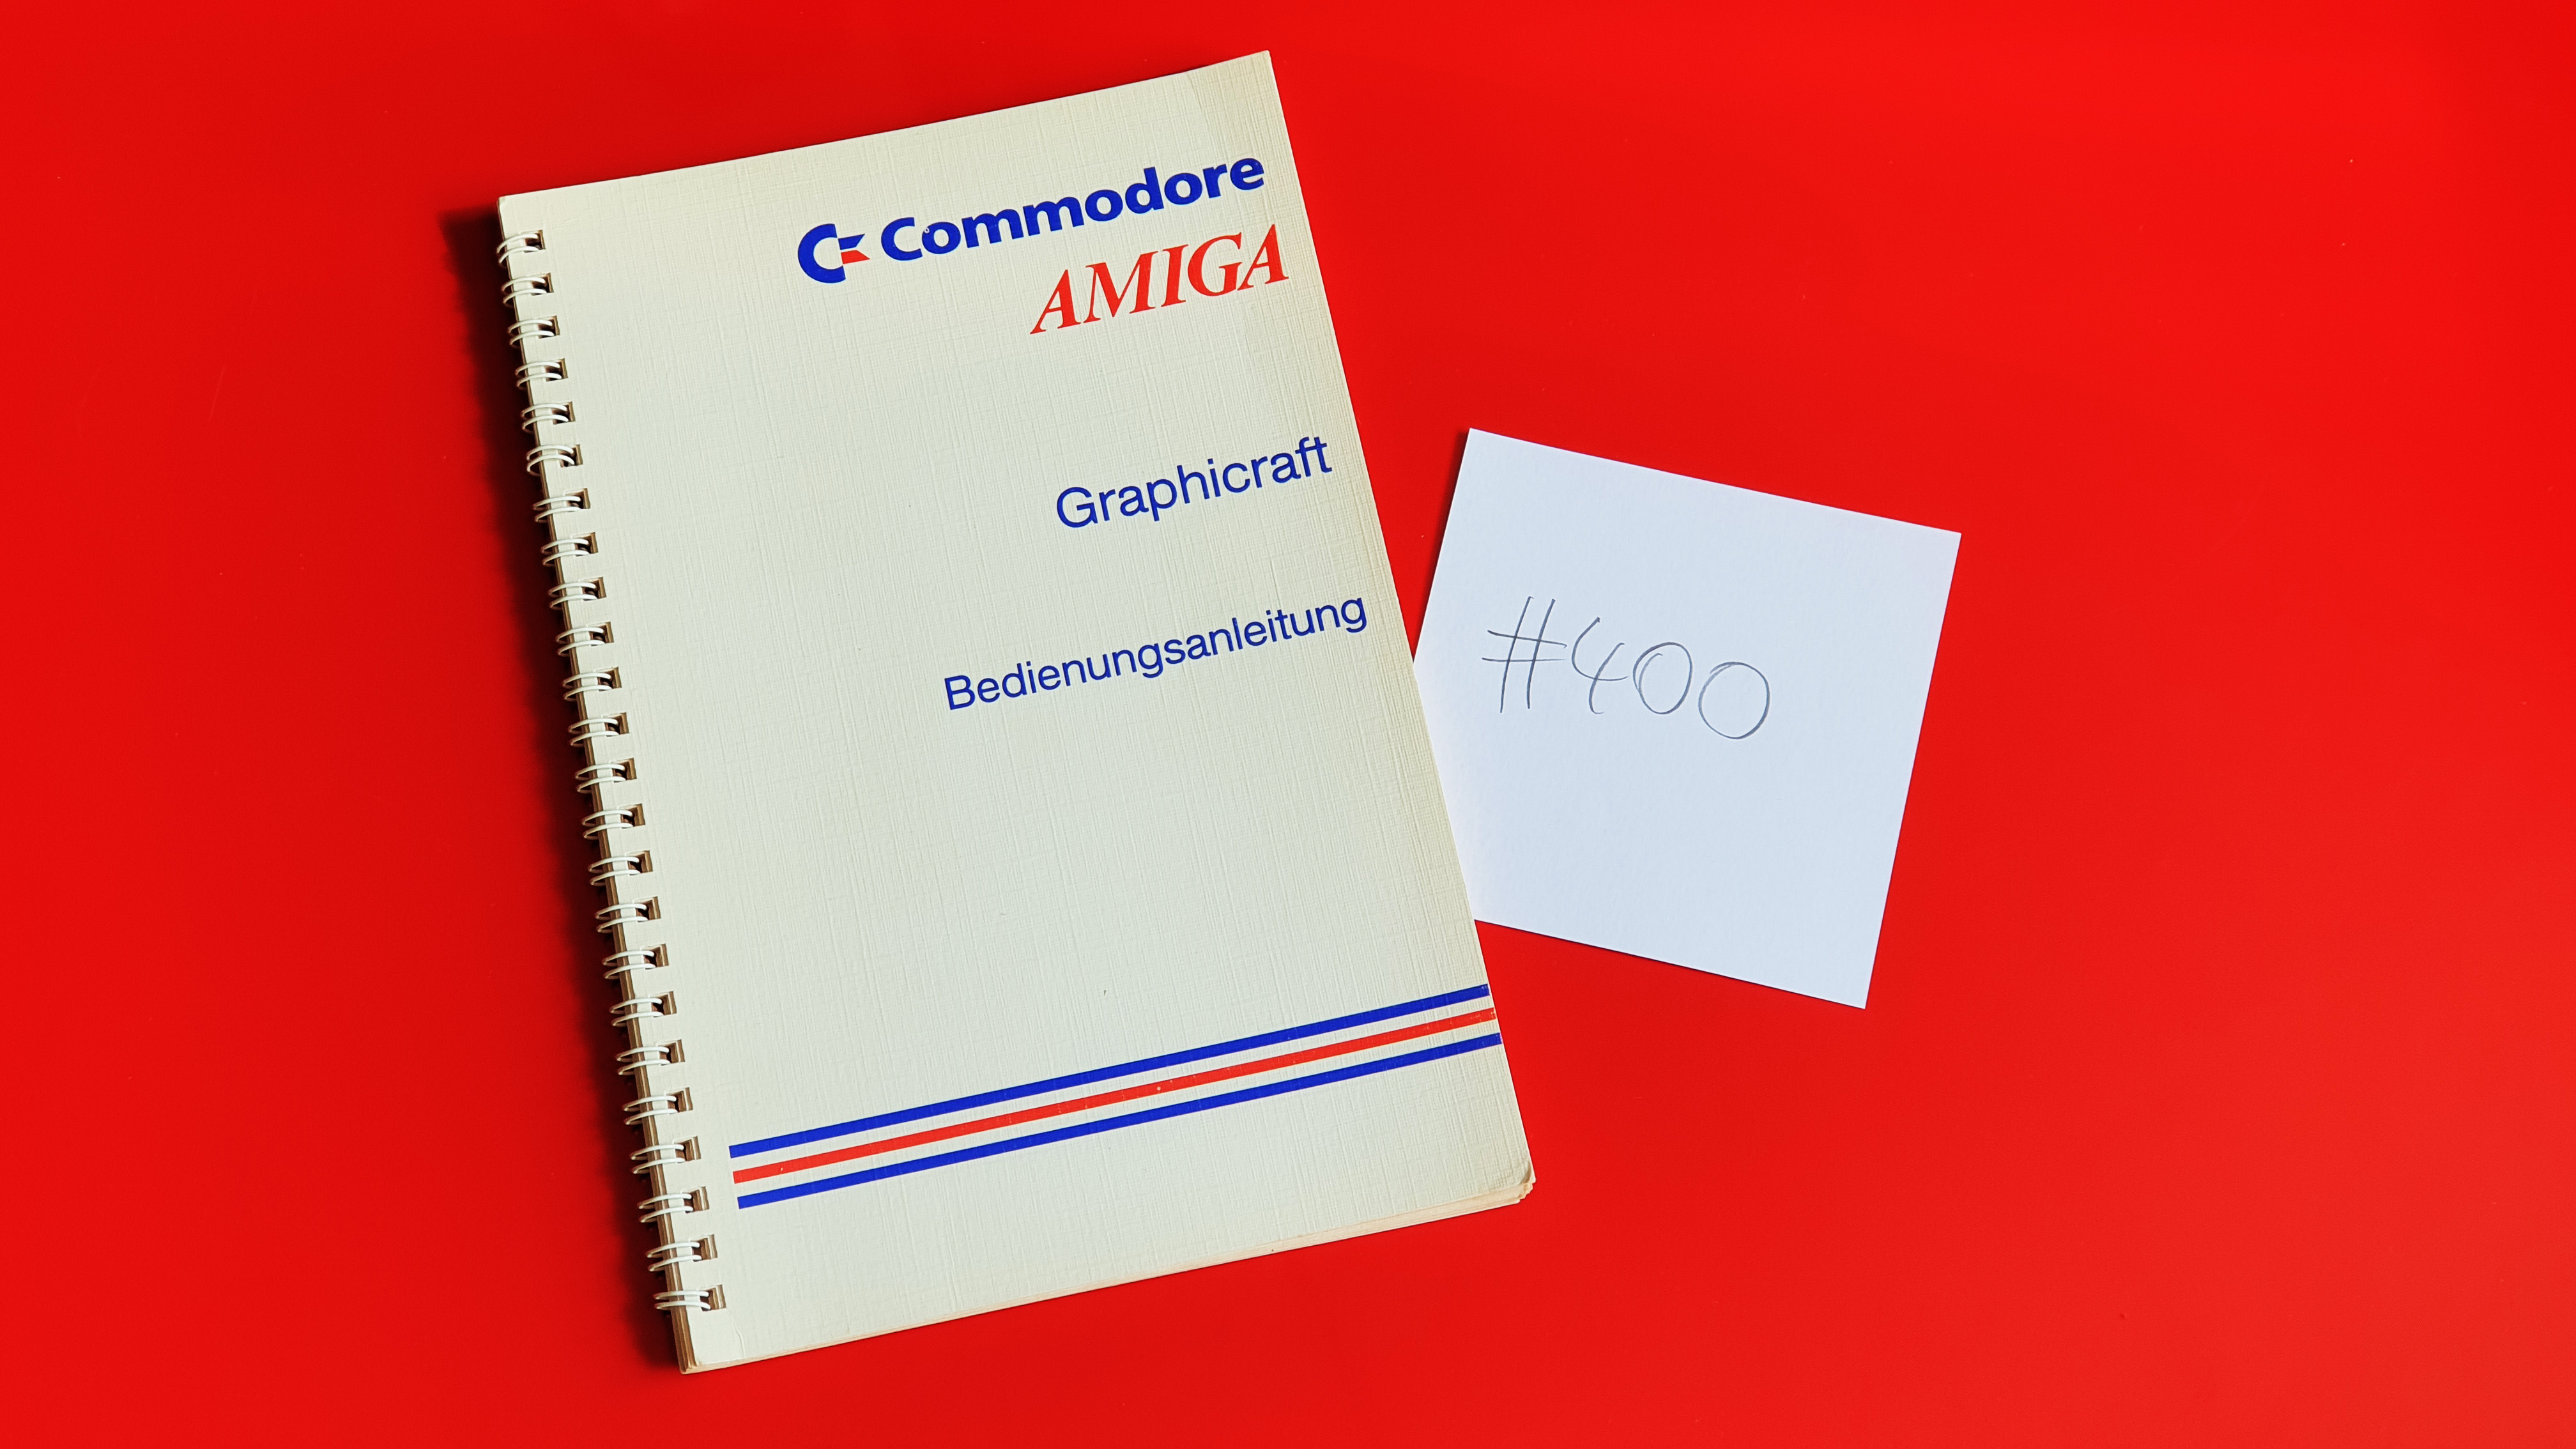 Commodore
AMIGA
Graphicraft
Bedienungsanleitung
#400